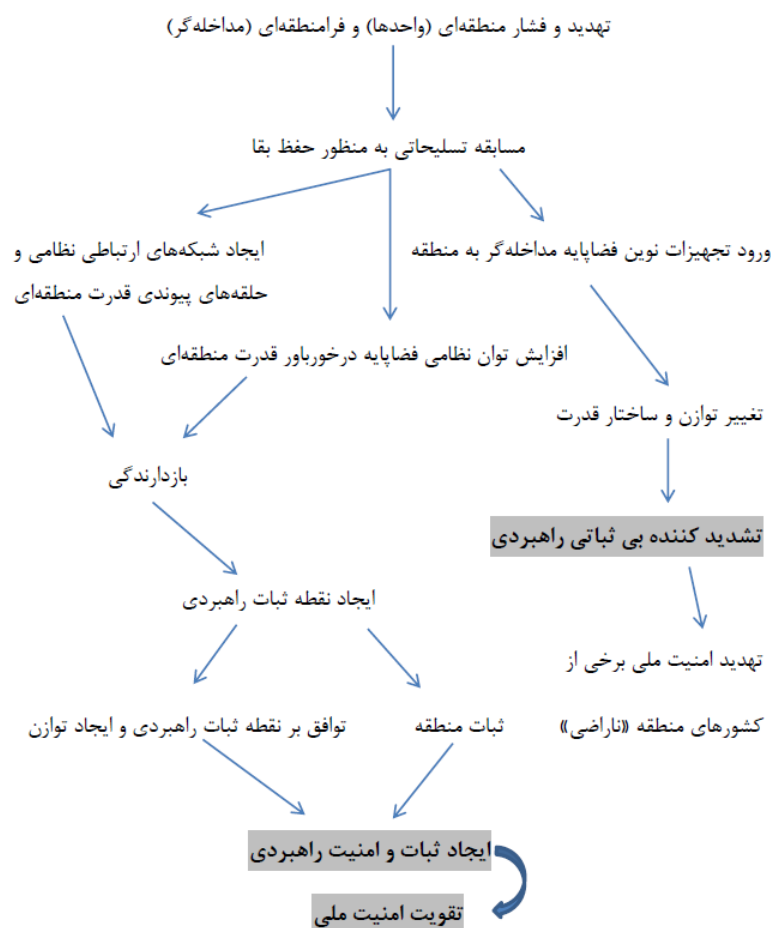 تهدید و فشار منطقه‌ای (واحدها) و فرامنطقه‌ای (مداخله‌گر)
مسابقه تسلیحاتی به منظور حفظ بقا
ورود تجهیزات نوین فضاپایه مداخله‌گر به منطقه
ایجاد شبکه‌های ارتباطی نظامی و
حلقه‌های پیوندی قدرت منطقه‌ای
افزایش توان نظامی فضاپایه درخورباور قدرت منطقه‌ای
تغییر توازن و ساختار قدرت
بازدارندگی
تشدید کننده بی ثباتی راهبردی
ایجاد نقطه ثبات راهبردی
تهدید امنیت ملی برخی از
کشورهای منطقه «ناراضی»
ثبات منطقه
توافق بر نقطه ثبات راهبردی و ایجاد توازن
ایجاد ثبات و امنیت راهبردی
تقویت امنیت ملی